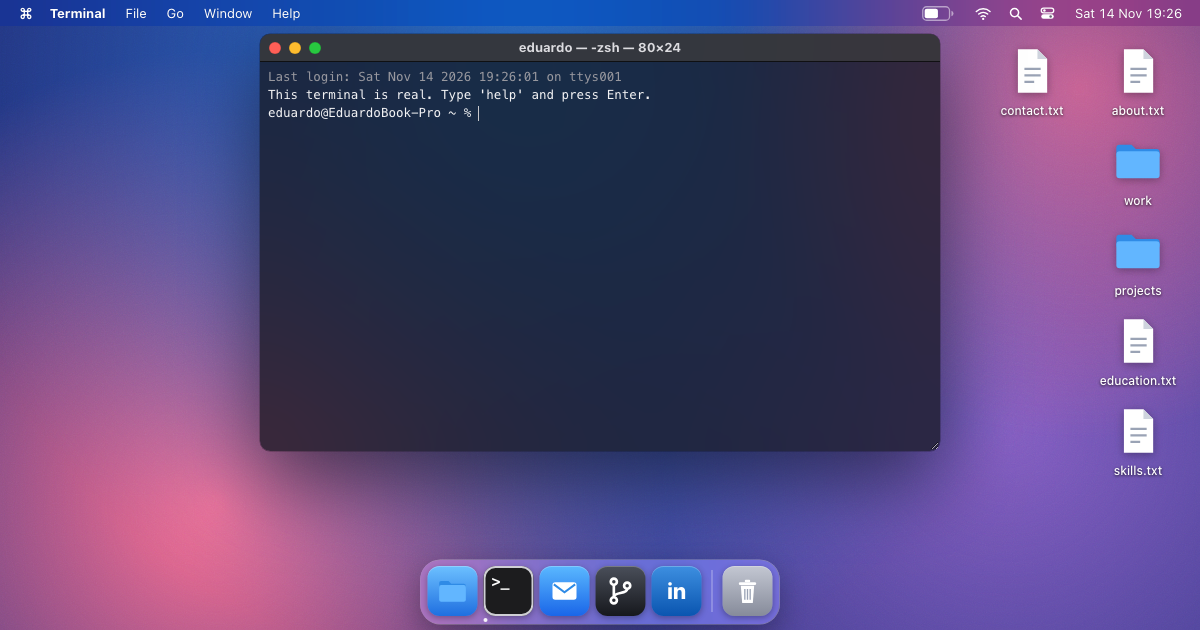 Terminal File Go Window Help Sat 14 Nov 19:26
eduardo — -zsh — 80×24
Last login: Sat Nov 14 2026 19:26:01 on ttys001
This terminal is real. Type 'help' and press Enter.
eduardo@EduardoBook-Pro ~ %
contact.txt
about.txt
work
projects
education.txt
skills.txt
>_
in